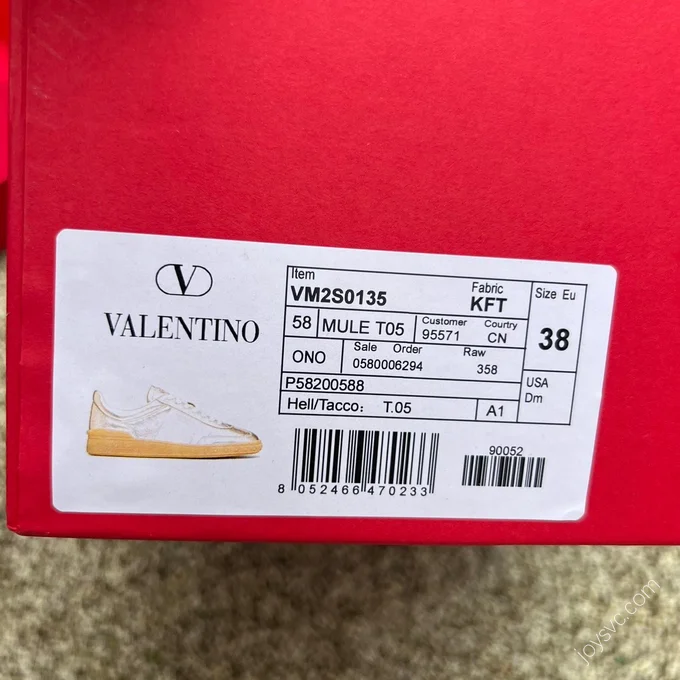 V
VALENTINO
Item
VM2S0135
Fabric
KFT
Size Eu
38
58
MULE T05
Customer
95571
Courtry
CN
ONO
Sale Order
0580006294
Raw
358
P58200588
USA
Dm
Hell/Tacco: T.05
A1
8 052466 470233
90052
joysvc.com